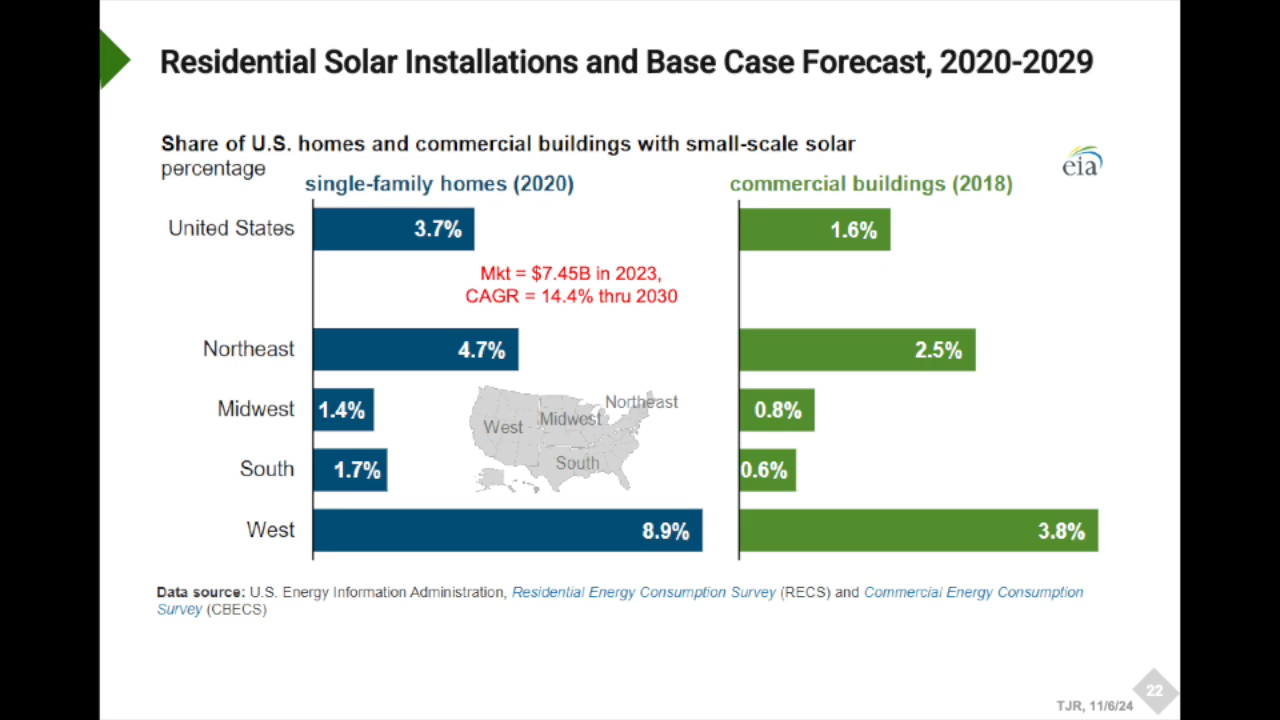 Residential Solar Installations and Base Case Forecast, 2020-2029
Share of U.S. homes and commercial buildings with small-scale solar
percentage
eia
single-family homes (2020)
commercial buildings (2018)
United States
3.7%
1.6%
Mkt = $7.45B in 2023,
CAGR = 14.4% thru 2030
Northeast
4.7%
2.5%
Midwest
1.4%
0.8%
South
1.7%
0.6%
West
8.9%
3.8%
Northeast
Midwest
West
South
Data source: U.S. Energy Information Administration, Residential Energy Consumption Survey (RECS) and Commercial Energy Consumption
Survey (CBECS)
22
TJR, 11/6/24